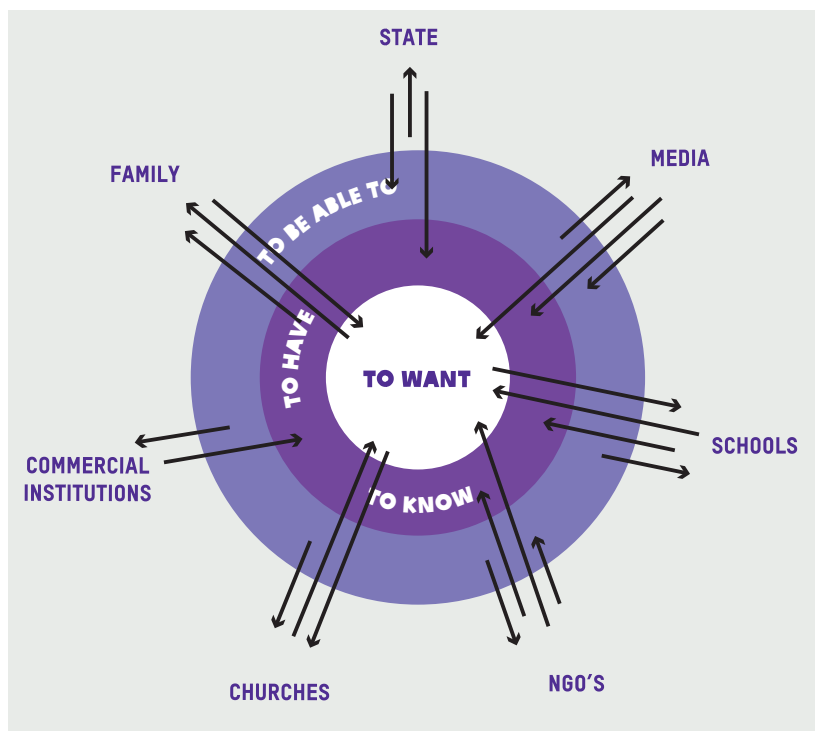 STATE
MEDIA
FAMILY
TO BE ABLE TO
TO HAVE
TO WANT
SCHOOLS
COMMERCIAL
INSTITUTIONS
TO KNOW
CHURCHES
NGO'S